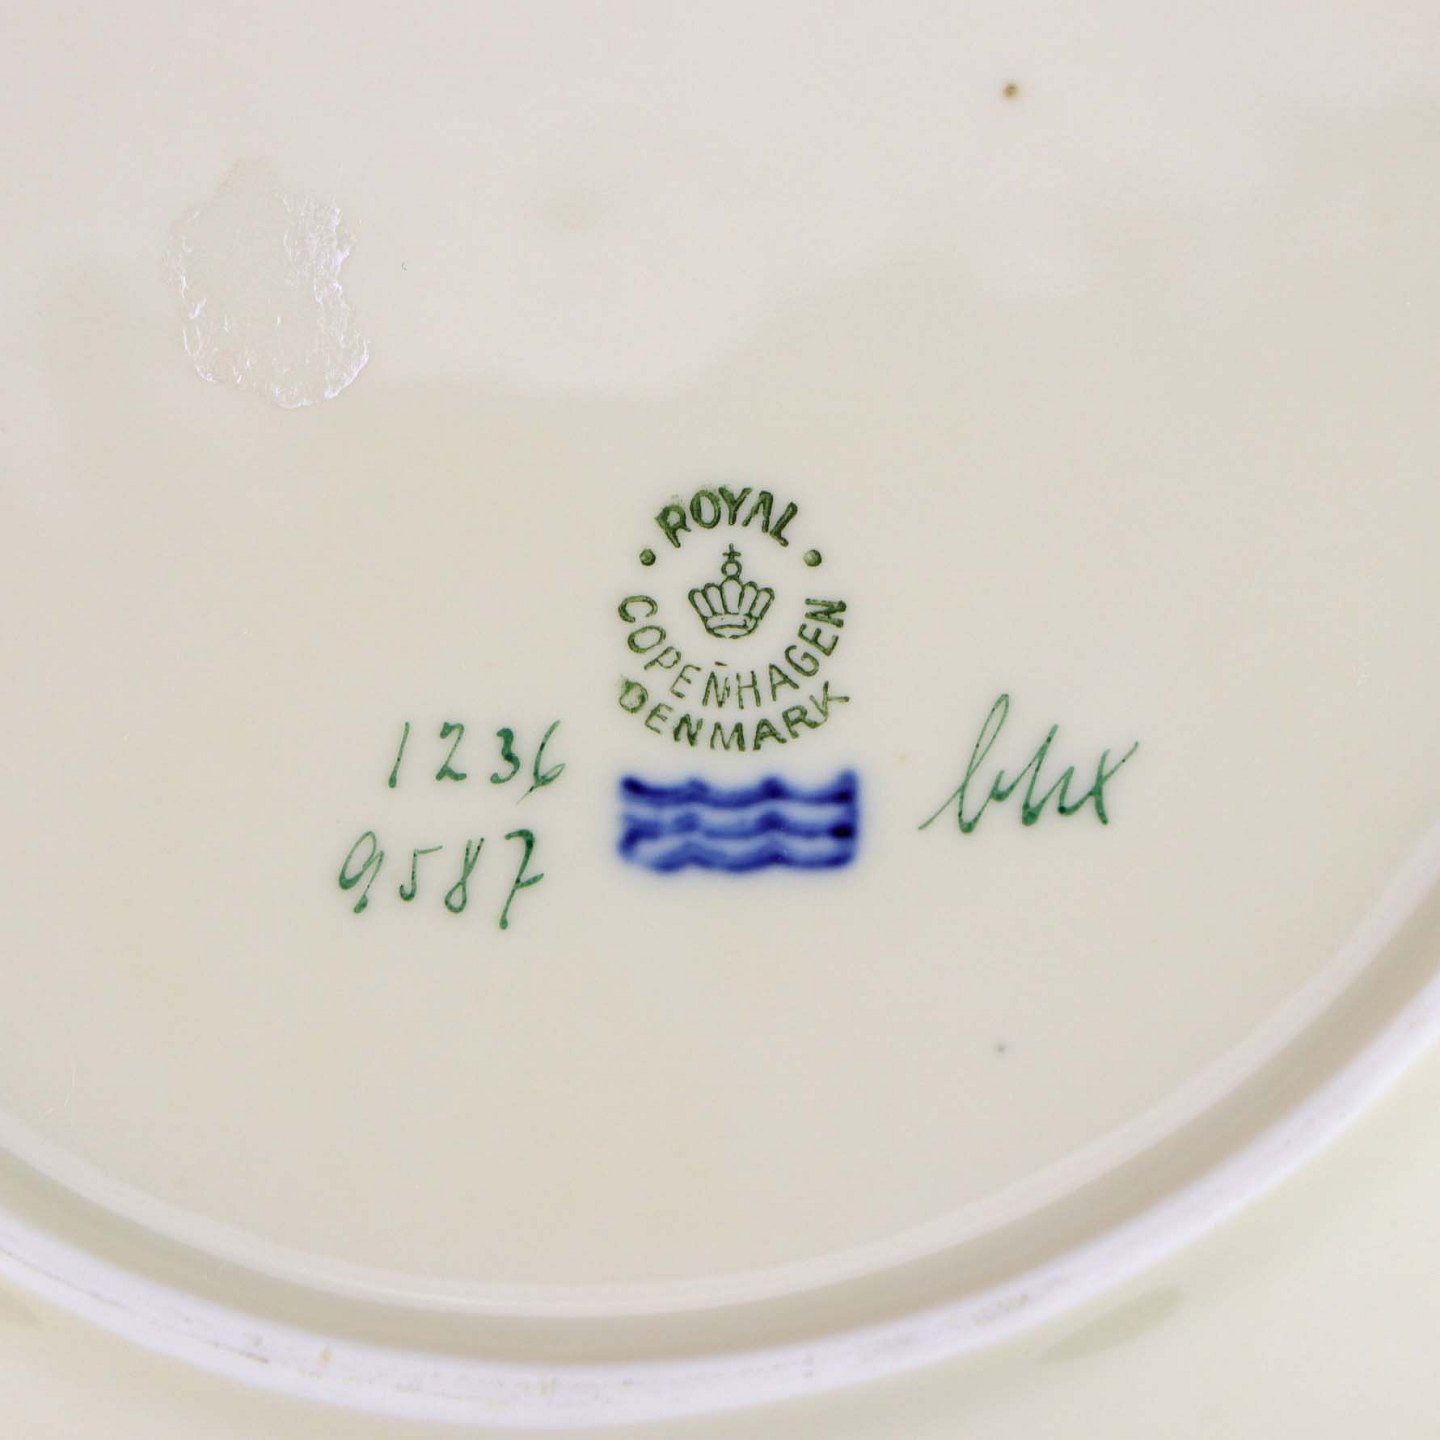 ROYAL
COPENHAGEN
DENMARK
1236
9587